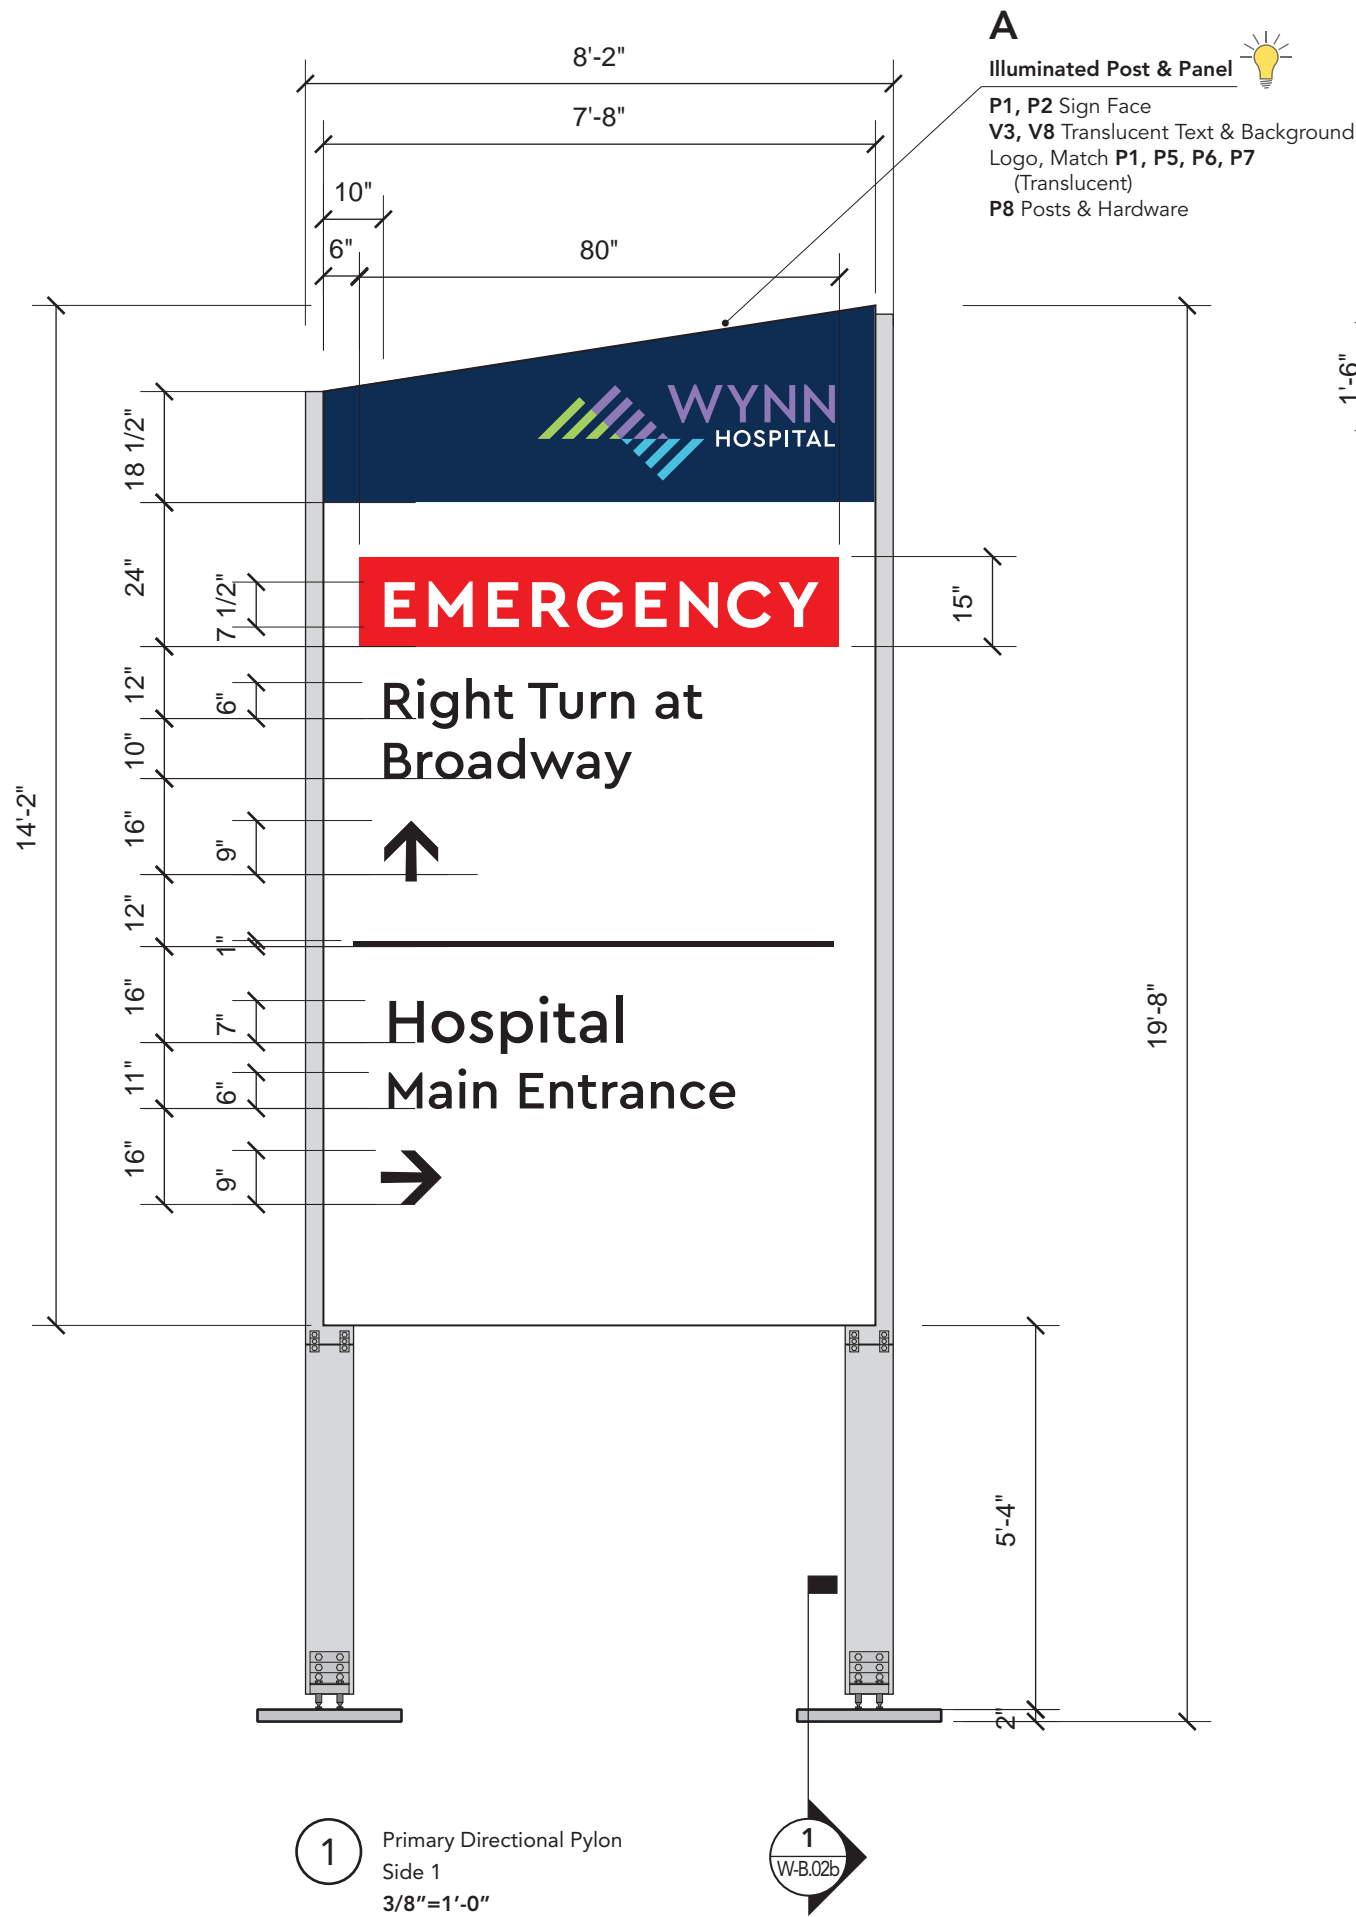 A
Illuminated Post & Panel
P1, P2 Sign Face
V3, V8 Translucent Text & Background
Logo, Match P1, P5, P6, P7
(Translucent)
P8 Posts & Hardware
8'-2"
7'-8"
10"
6"
80"
1'-6"
WYNN
HOSPITAL
18 1/2"
24"
7 1/2"
EMERGENCY
15"
12"
6"
Right Turn at
10"
Broadway
14'-2"
16"
9"
12"
1"
16"
7"
Hospital
19'-8"
11"
6"
Main Entrance
16"
9"
5'-4"
2"
1
Primary Directional Pylon
Side 1
3/8"=1'-0"
1
W-B.02b